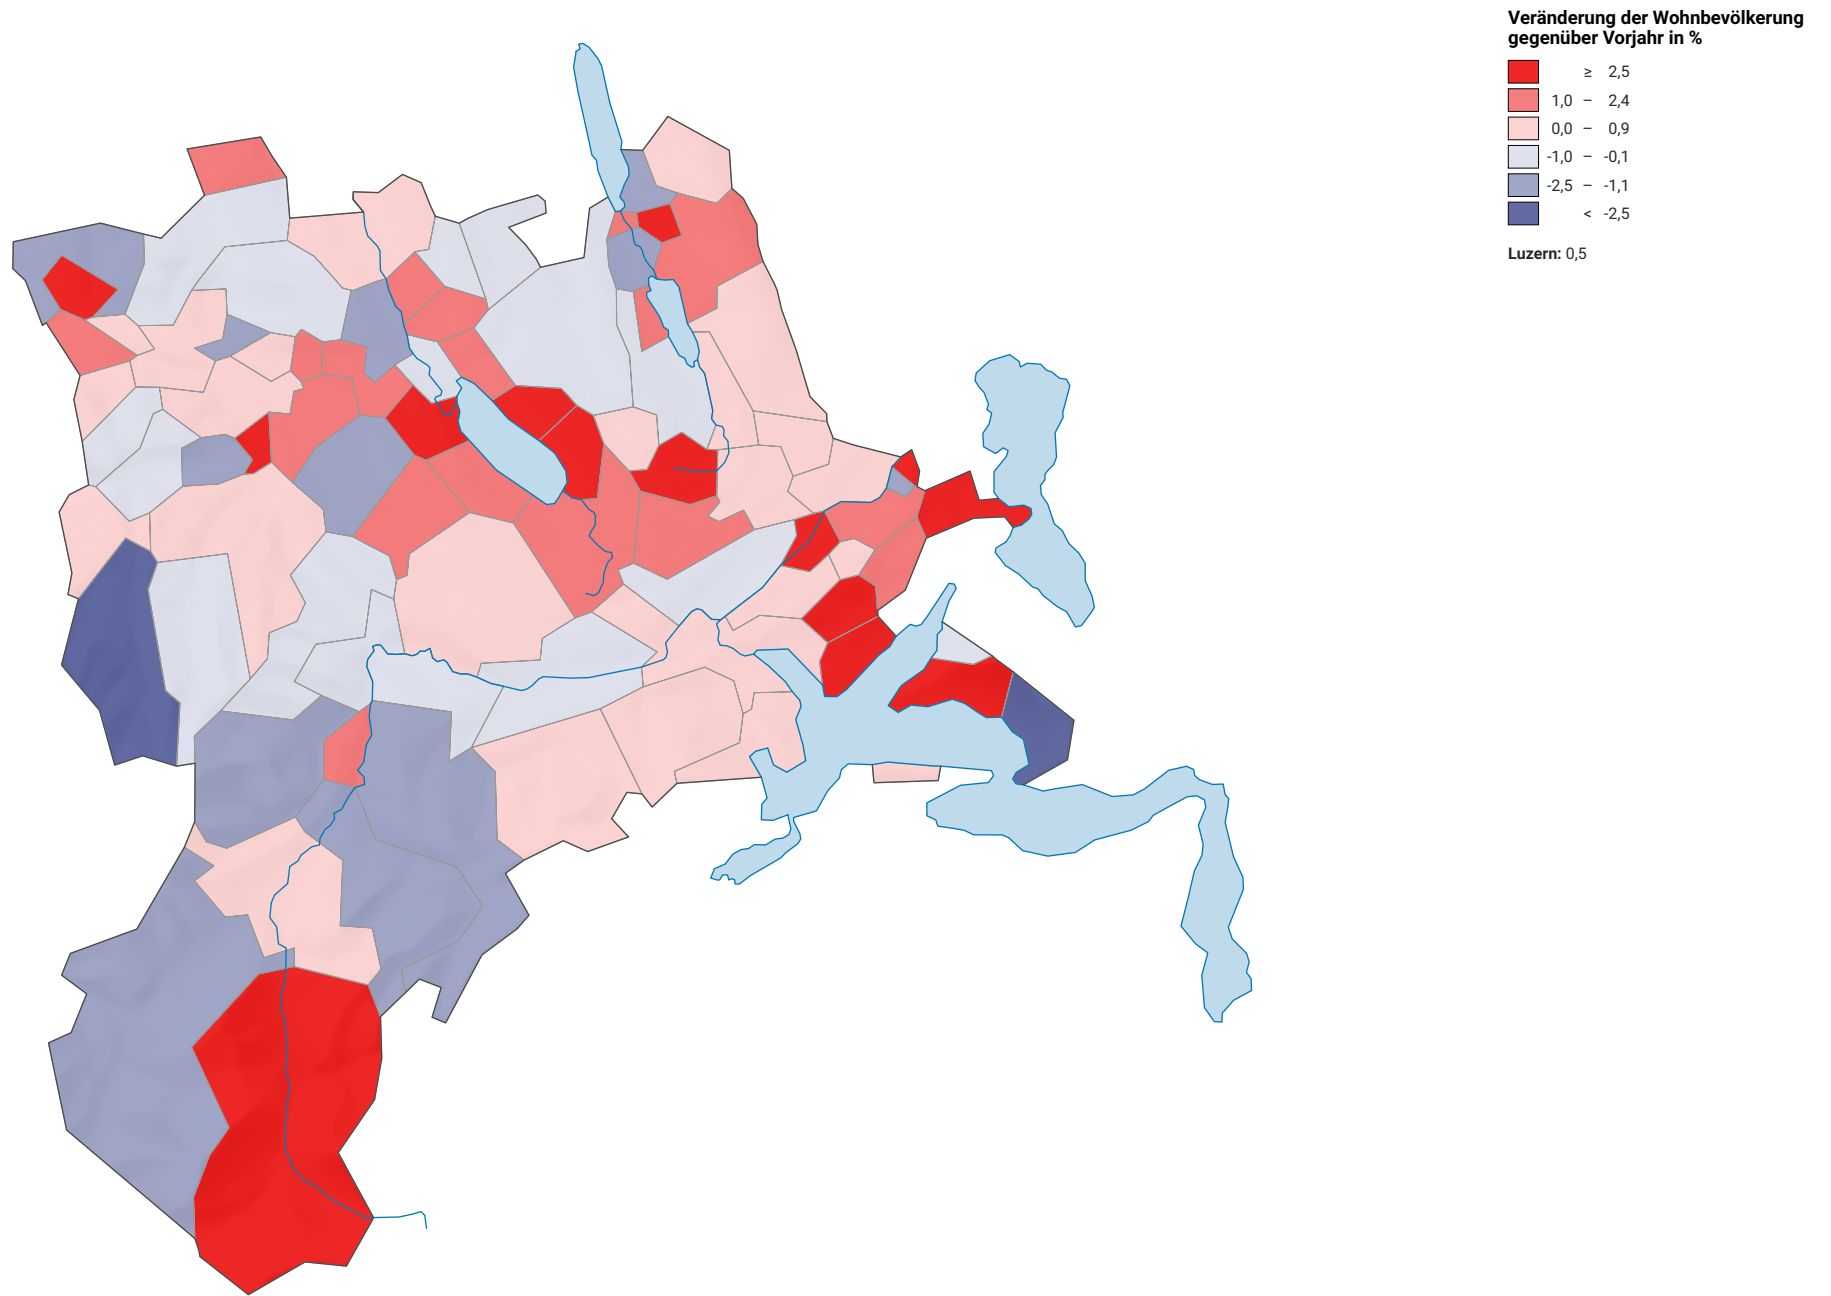 Veränderung der Wohnbevölkerung
gegenüber Vorjahr in %
≥ 2,5
1,0 – 2,4
0,0 – 0,9
-1,0 – -0,1
-2,5 – -1,1
< -2,5
Luzern: 0,5